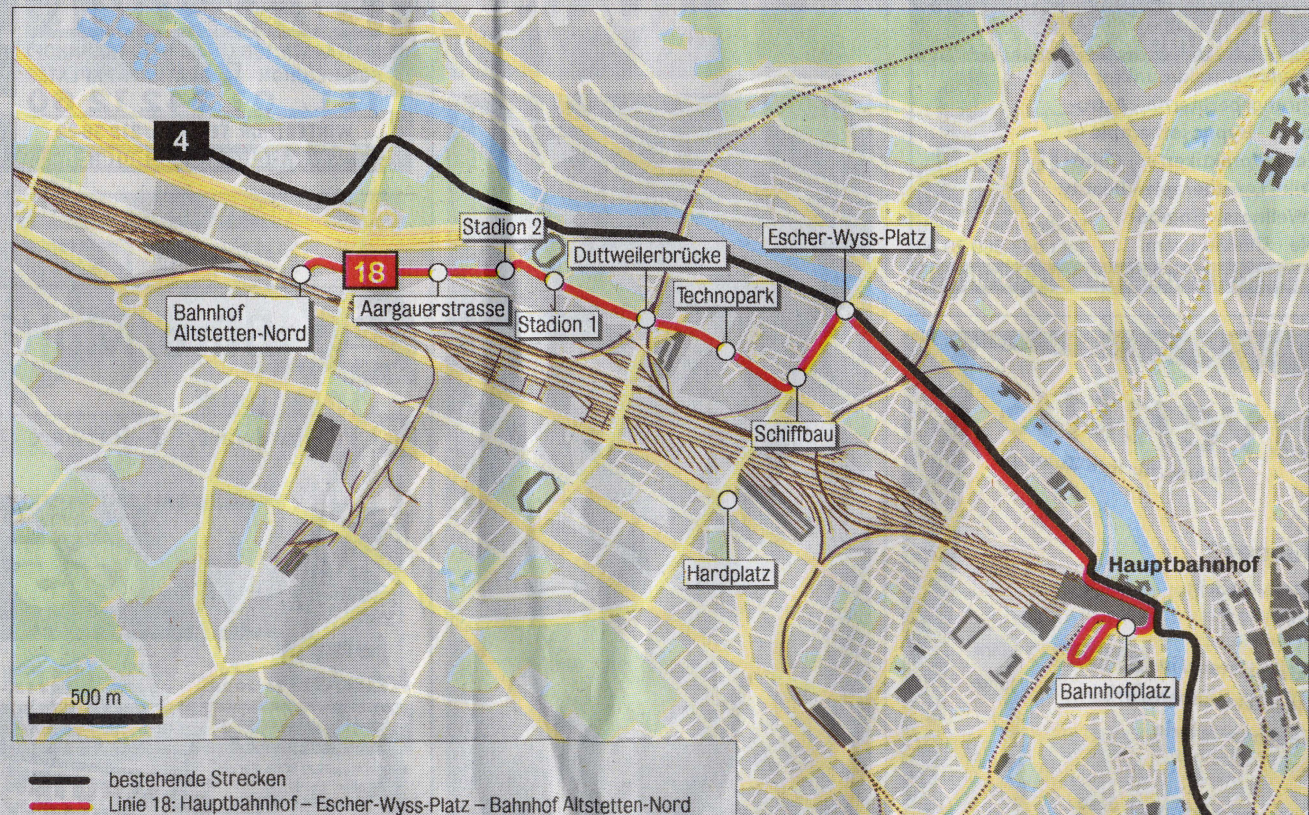 4
Stadion 2
Escher-Wyss-Platz
Duttweilerbrücke
18
Technopark
Bahnhof
Altstetten-Nord
Aargauerstrasse
Stadion 1
Schiffbau
Hardplatz
Hauptbahnhof
Bahnhofplatz
500 m
bestehende Strecken
Linie 18: Hauptbahnhof – Escher-Wyss-Platz – Bahnhof Altstetten-Nord